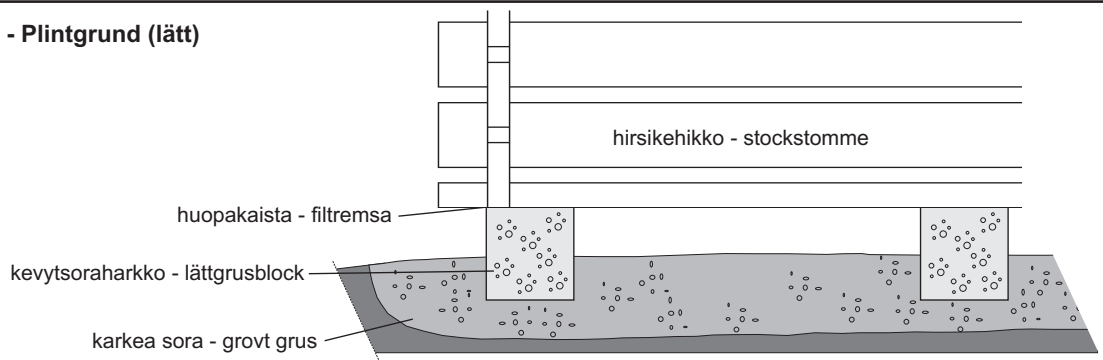 - Plintgrund (lätt)
hirsikehikko - stockstomme
huopakaista - filtremsa
kevytsoraharkko - lättgrusblock
karkea sora - grovt grus